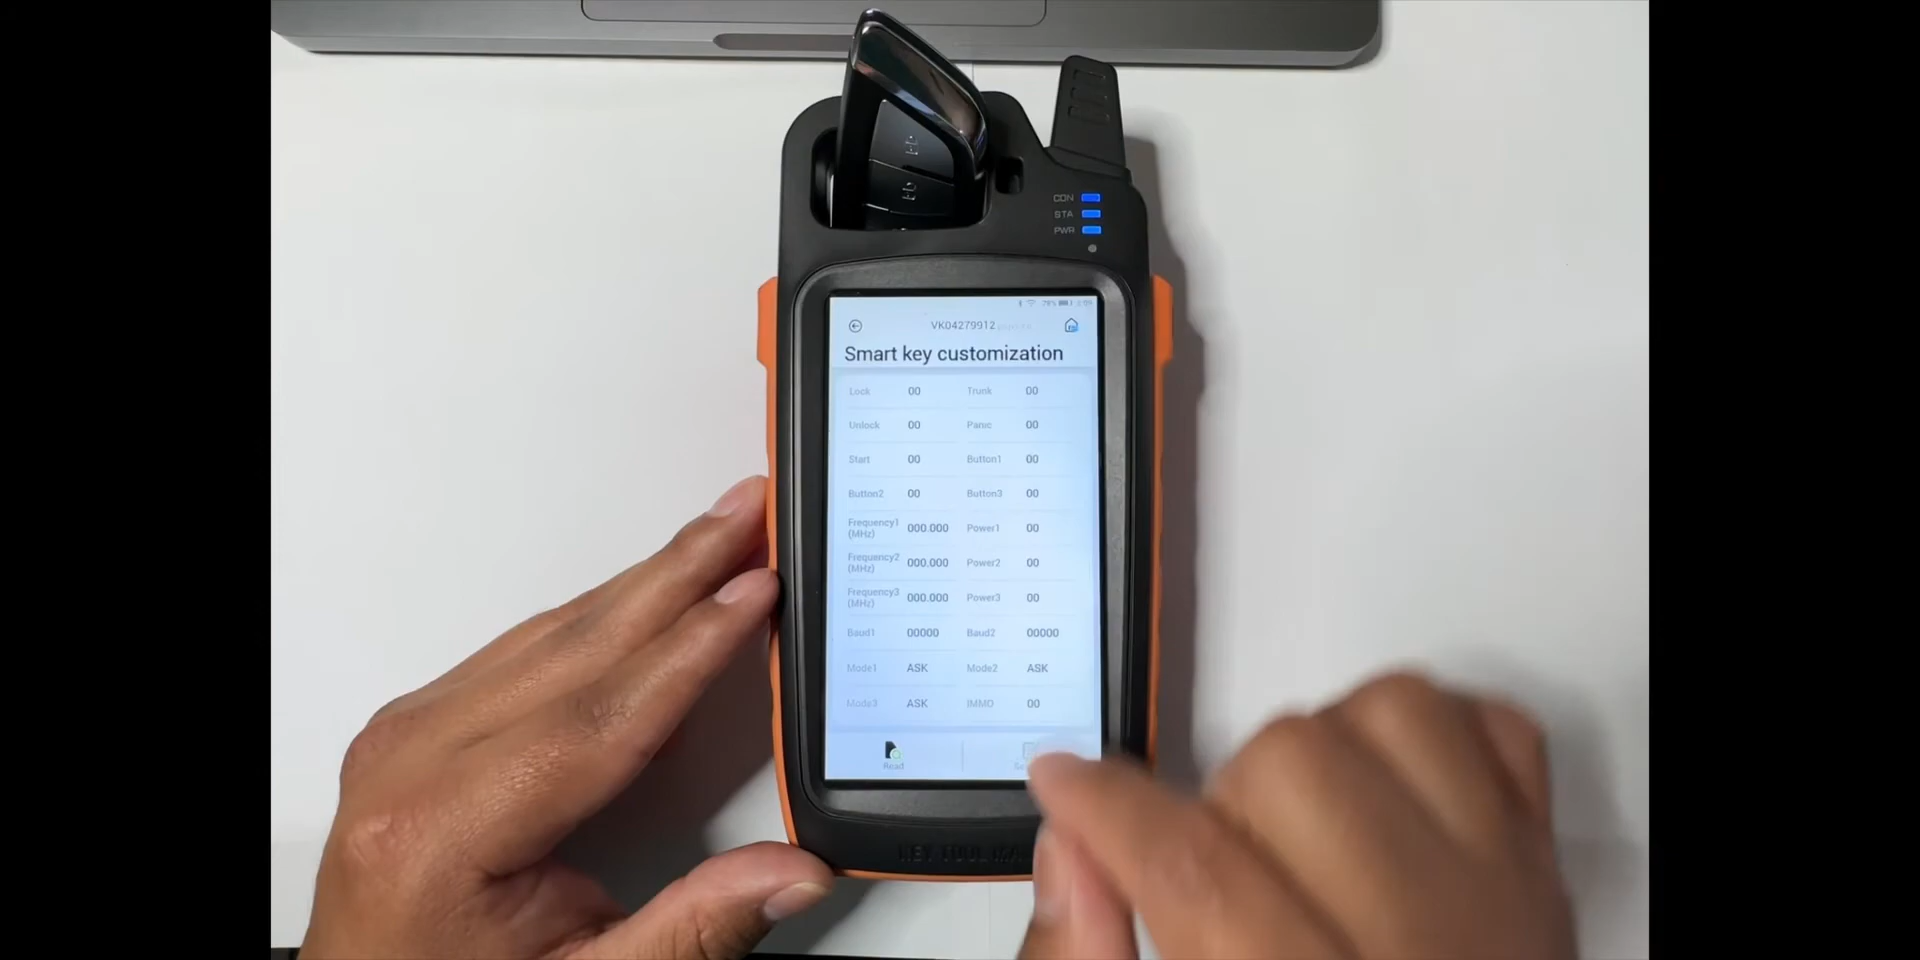 CON
STA
PWR
VK04279912
Smart key customization
Lock 00 Trunk 00
Unlock 00 Panic 00
Start 00 Button1 00
Button2 00 Button3 00
Frequency1 (MHz) 000.000 Power1 00
Frequency2 (MHz) 000.000 Power2 00
Frequency3 (MHz) 000.000 Power3 00
Baud1 00000 Baud2 00000
Mode1 ASK Mode2 ASK
Mode3 ASK IMMO 00
Read
KEY TOOL